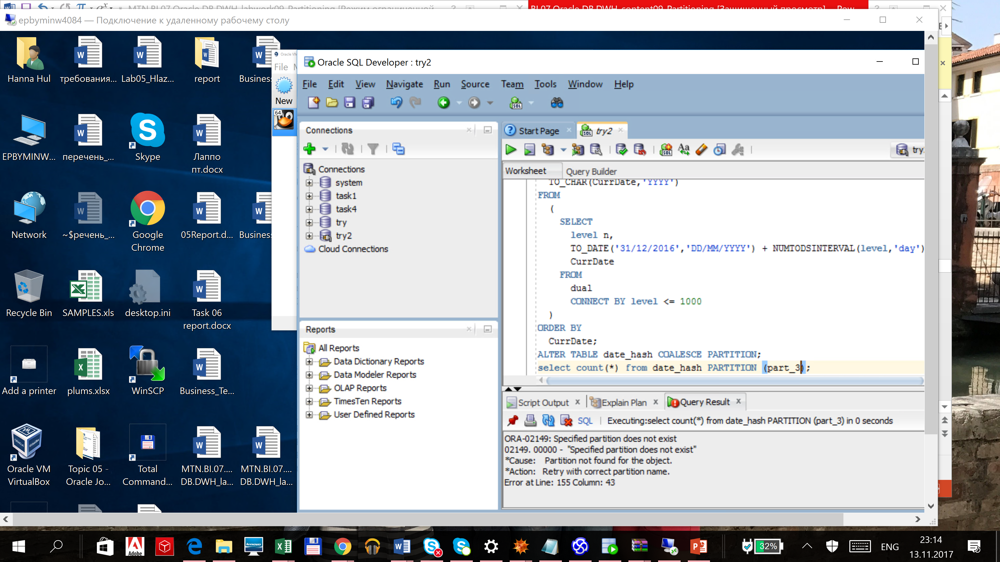 MTN.BI.07 Oracle DB.DWH_labwork09_Partitioning [Режим ограниченной
BI.07 Oracle DB.DWH_content09_Partitioning [Защищенный просмотр] - Pow...
epbyminw4084 — Подключение к удаленному рабочему столу
Hanna Hul
требования...
Lab05_Hlaz...
report
Business
EPBYMINW...
перечень_...
Skype
Лаппо
пт.docx
Network
~$речень_...
Google
Chrome
05Report.d...
Business
Recycle Bin
SAMPLES.xls
desktop.ini
Task 06
report.docx
Add a printer
plums.xlsx
WinSCP
Business_Te...
Oracle VM
VirtualBox
Topic 05 -
Oracle Jo...
Total
Command...
MTN.BI.07....
DB.DWH_la...
MTN.BI.07....
DB.DWH_la...
Oracle VM
File M
New
64
Oracle SQL Developer : try2
File Edit View Navigate Run Source Team Tools Window Help
Connections
Connections
system
task1
task4
try
try2
Cloud Connections
Reports
All Reports
Data Dictionary Reports
Data Modeler Reports
OLAP Reports
TimesTen Reports
User Defined Reports
Start Page
try2
try
Worksheet Query Builder
TO_CHAR(CurrDate,'YYYY')
FROM
(
SELECT
level n,
TO_DATE('31/12/2016','DD/MM/YYYY') + NUMTODSINTERVAL(level,'day')
CurrDate
FROM
dual
CONNECT BY level <= 1000
)
ORDER BY
CurrDate;
ALTER TABLE date_hash COALESCE PARTITION;
select count(*) from date_hash PARTITION (part_3);
Script Output Explain Plan Query Result
SQL | Executing:select count(*) from date_hash PARTITION (part_3) in 0 seconds
ORA-02149: Specified partition does not exist
02149. 00000 - "Specified partition does not exist"
*Cause: Partition not found for the object.
*Action: Retry with correct partition name.
Error at Line: 155 Column: 43
Adobe
lenovo
32%
ENG
23:14
13.11.2017